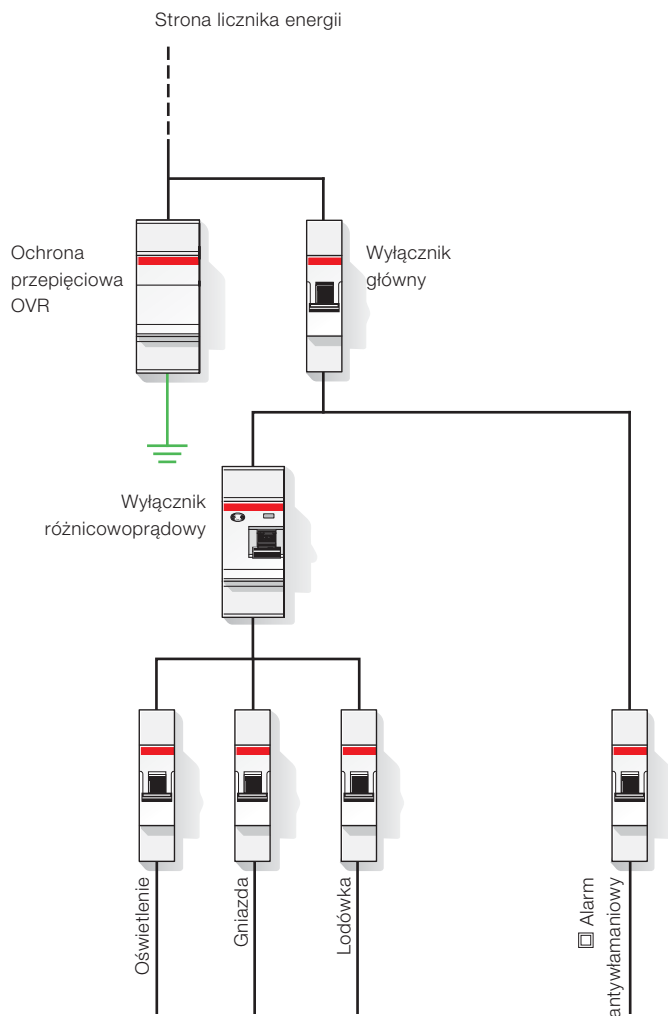 Strona licznika energii
Ochrona
przepięciowa
OVR
Wyłącznik
główny
Wyłącznik
różnicowoprądowy
Oświetlenie
Gniazda
Lodówka
Alarm
antywłamaniowy